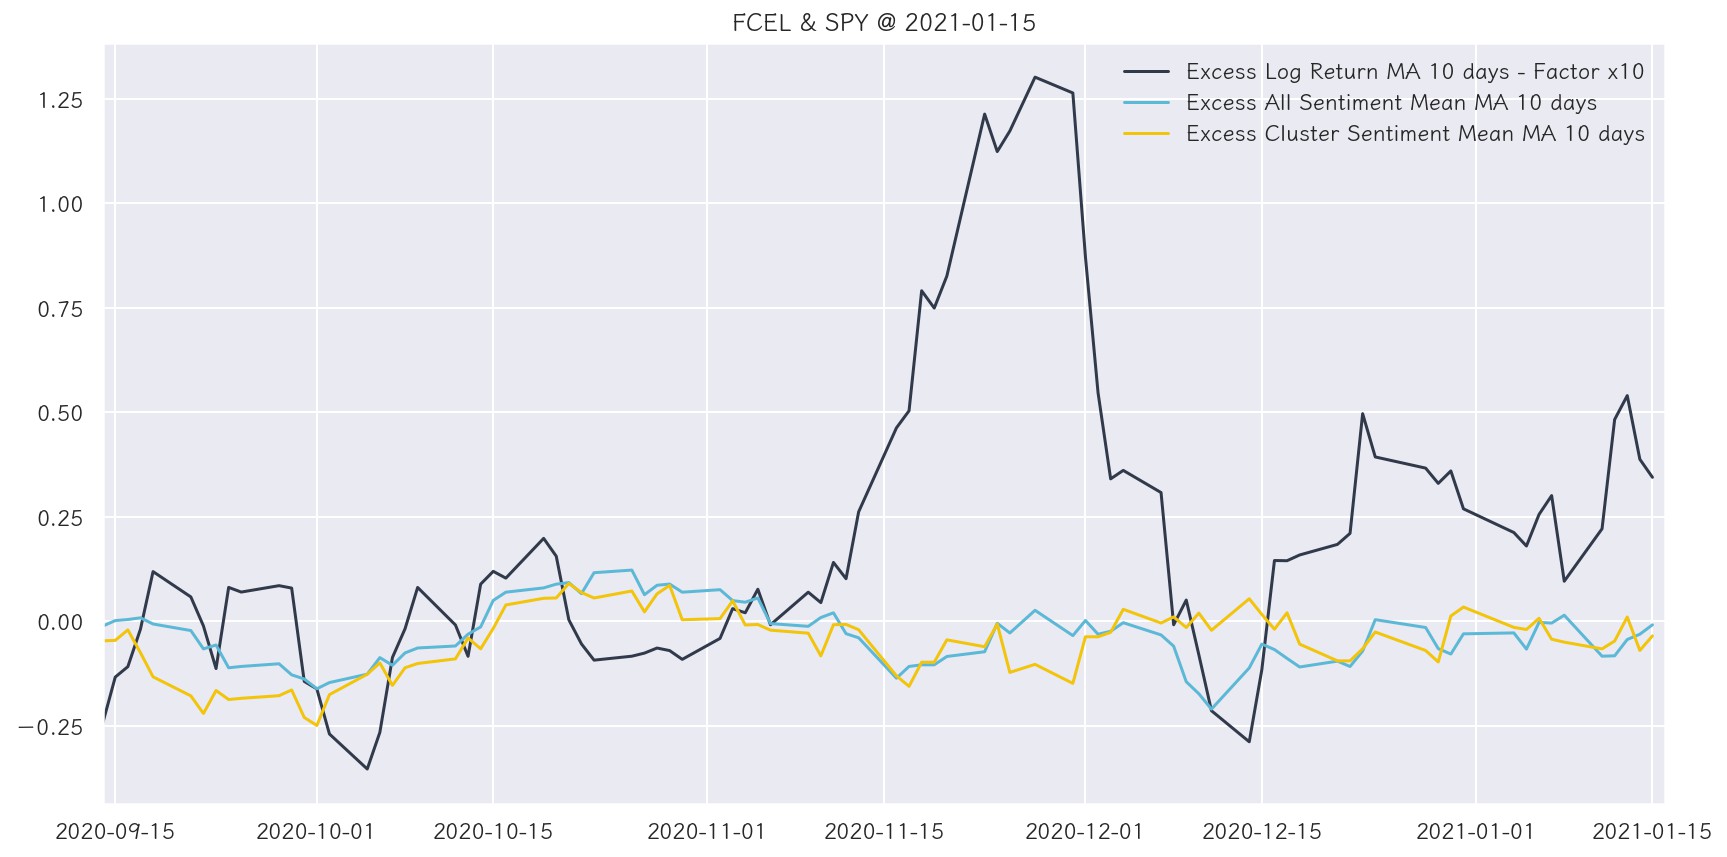 FCEL & SPY @ 2021-01-15
Excess Log Return MA 10 days - Factor x10
Excess All Sentiment Mean MA 10 days
Excess Cluster Sentiment Mean MA 10 days
1.25
1.00
0.75
0.50
0.25
0.00
−0.25
2020-09-15 2020-10-01 2020-10-15 2020-11-01 2020-11-15 2020-12-01 2020-12-15 2021-01-01 2021-01-15